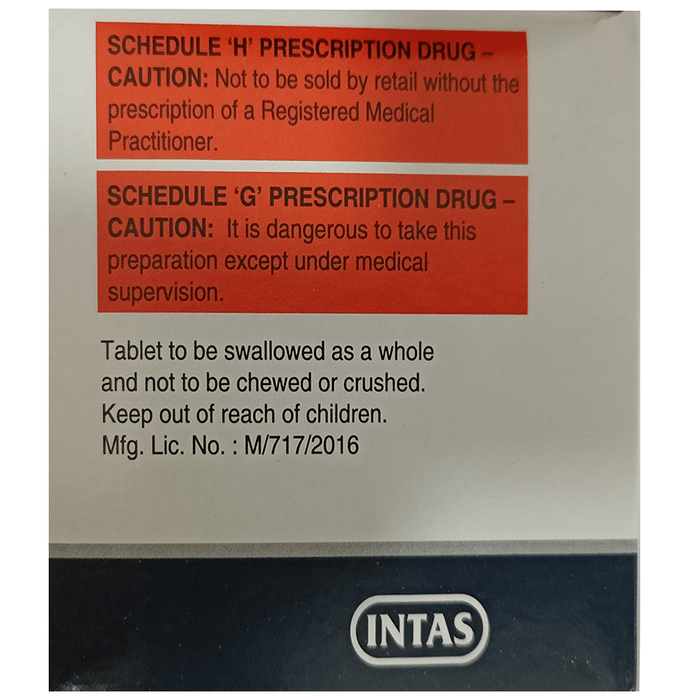 SCHEDULE ‘H’ PRESCRIPTION DRUG –
CAUTION: Not to be sold by retail without the
prescription of a Registered Medical
Practitioner.
SCHEDULE ‘G’ PRESCRIPTION DRUG –
CAUTION: It is dangerous to take this
preparation except under medical
supervision.
Tablet to be swallowed as a whole
and not to be chewed or crushed.
Keep out of reach of children.
Mfg. Lic. No. : M/717/2016
INTAS